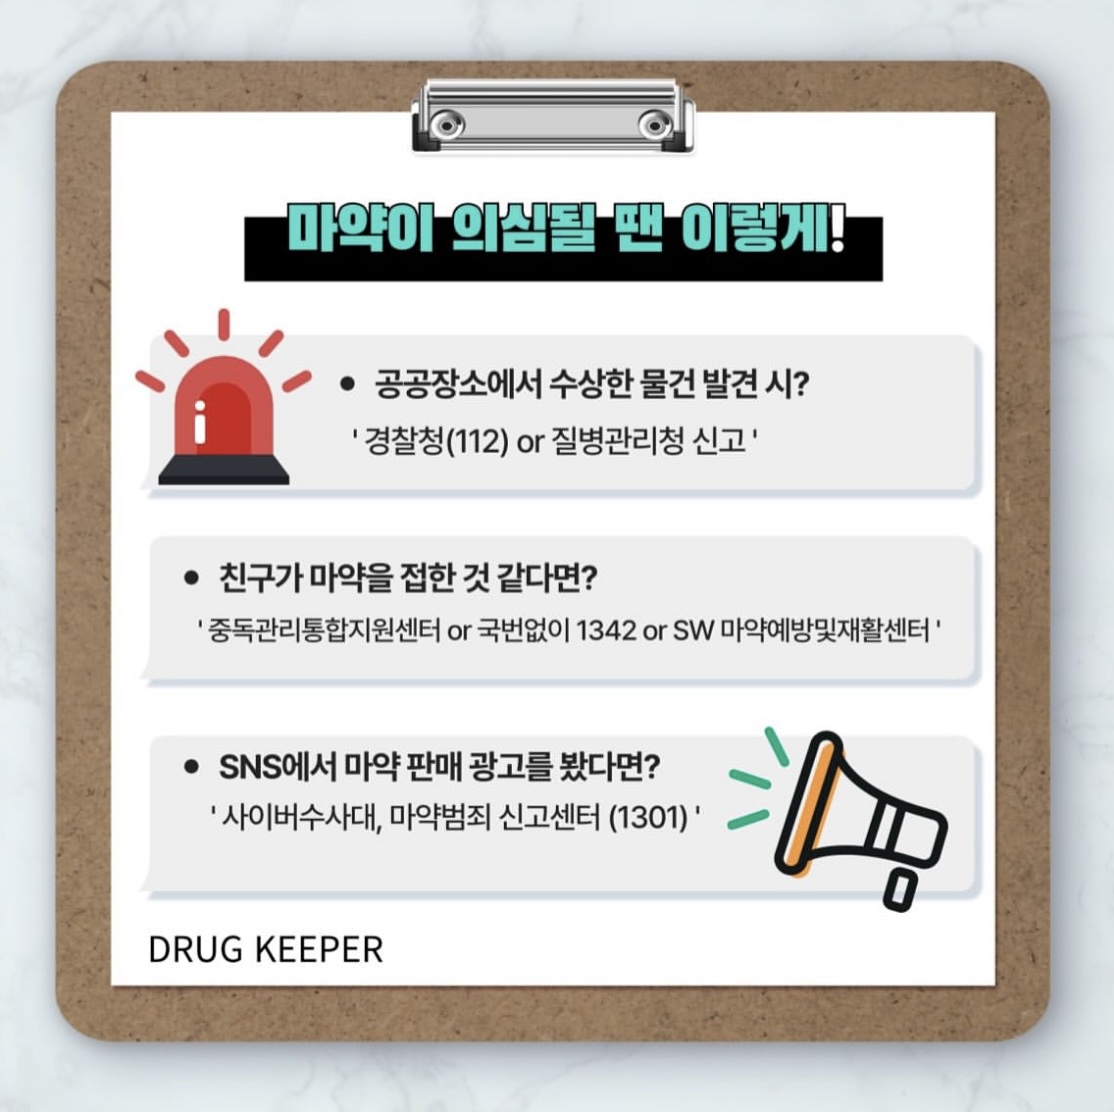 마약이 의심될 땐 이렇게!
• 공공장소에서 수상한 물건 발견 시?
' 경찰청(112) or 질병관리청 신고 '
• 친구가 마약을 접한 것 같다면?
' 중독관리통합지원센터 or 국번없이 1342 or SW 마약예방및재활센터 '
• SNS에서 마약 판매 광고를 봤다면?
' 사이버수사대, 마약범죄 신고센터 (1301) '
DRUG KEEPER